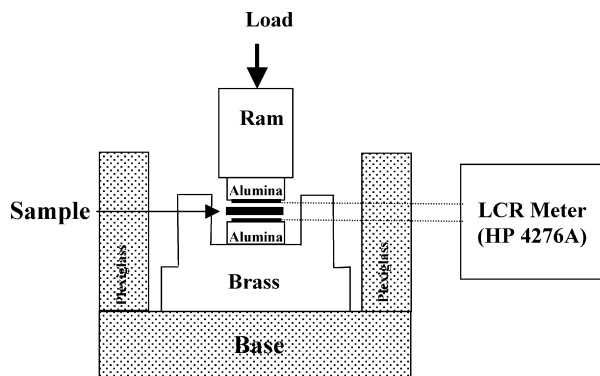 Load
Ram
Alumina
Sample
LCR Meter
(HP 4276A)
Alumina
Plexiglass
Plexiglass
Brass
Base